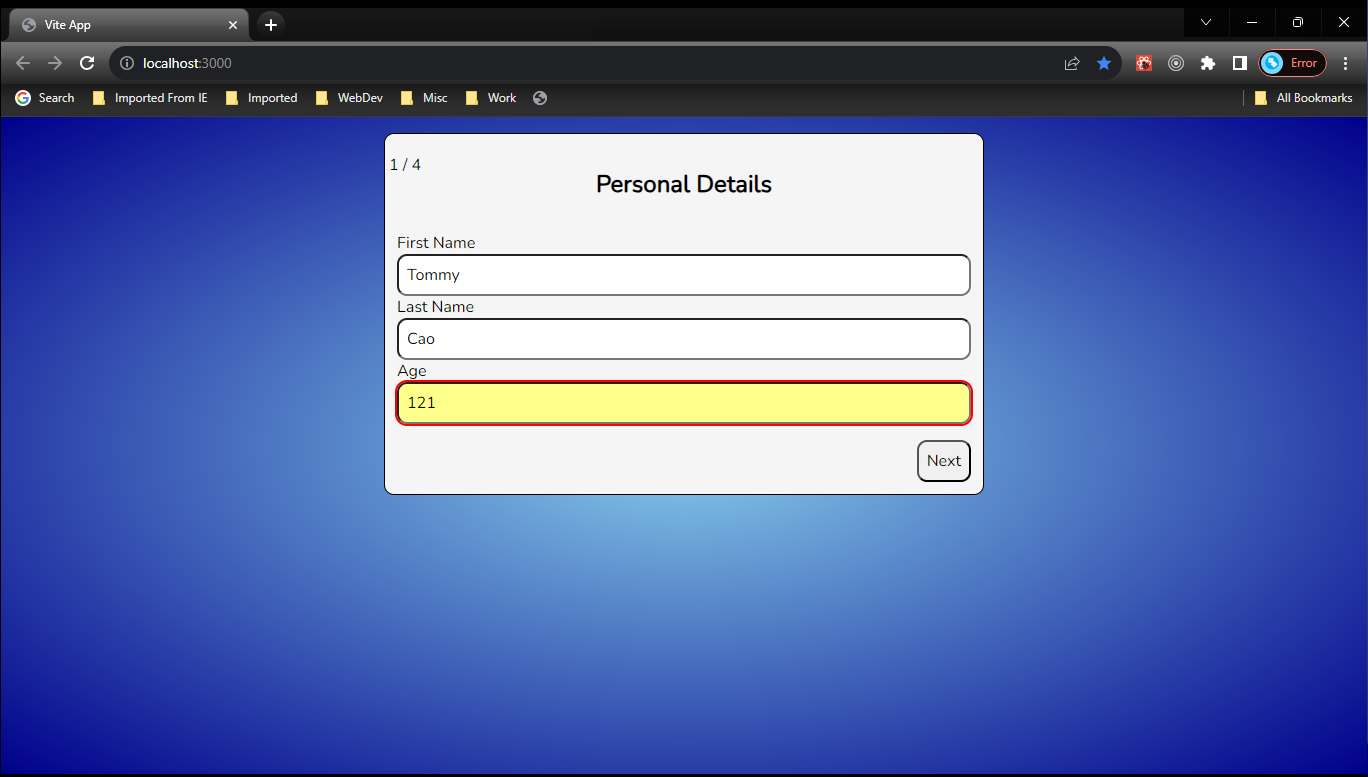 Vite App
localhost:3000
Error
Search Imported From IE Imported WebDev Misc Work All Bookmarks
1 / 4
Personal Details
First Name
Tommy
Last Name
Cao
Age
121
Next